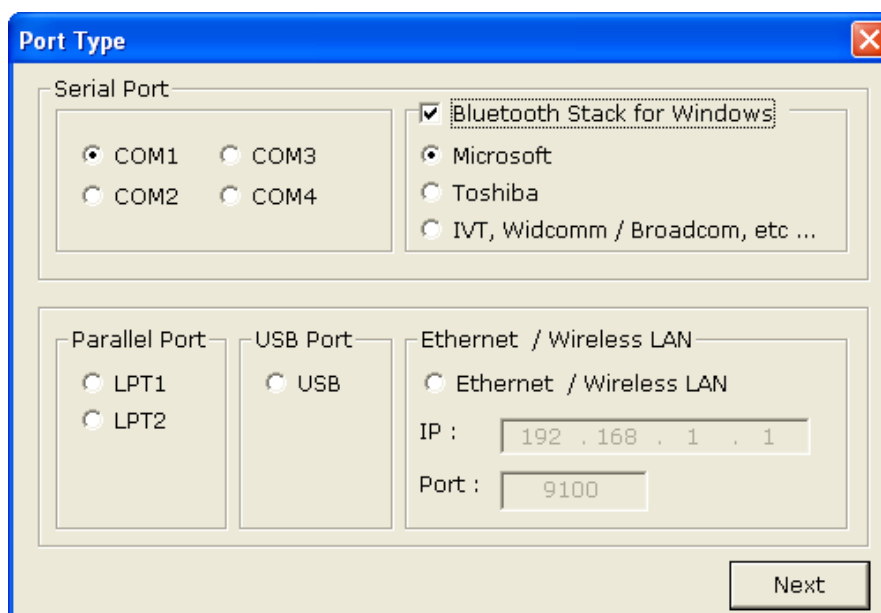 Port Type
Serial Port
COM1 COM3
COM2 COM4
Bluetooth Stack for Windows
Microsoft
Toshiba
IVT, Widcomm / Broadcom, etc ...
Parallel Port
LPT1
LPT2
USB Port
USB
Ethernet / Wireless LAN
Ethernet / Wireless LAN
IP : 192 . 168 . 1 . 1
Port : 9100
Next